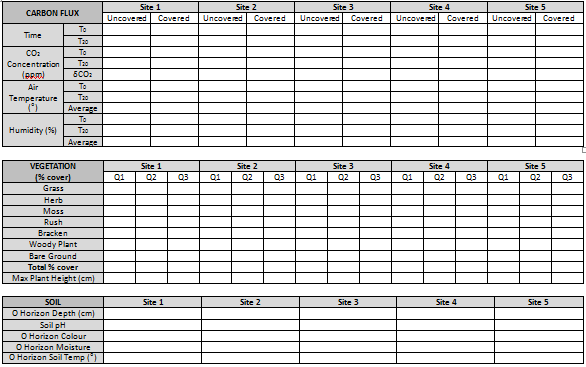 CARBON FLUX Site 1 Site 2 Site 3 Site 4 Site 5
Uncovered Covered Uncovered Covered Uncovered Covered Uncovered Covered Uncovered Covered
Time T0
T20
CO2 Concentration (ppm) T0
T20
δCO2
Air Temperature (°) T0
T20
Average
Humidity (%) T0
T20
Average
VEGETATION Site 1 Site 2 Site 3 Site 4 Site 5
(% cover) Q1 Q2 Q3 Q1 Q2 Q3 Q1 Q2 Q3 Q1 Q2 Q3 Q1 Q2 Q3
Grass
Herb
Moss
Rush
Bracken
Woody Plant
Bare Ground
Total % cover
Max Plant Height (cm)
SOIL Site 1 Site 2 Site 3 Site 4 Site 5
O Horizon Depth (cm)
Soil pH
O Horizon Colour
O Horizon Moisture
O Horizon Soil Temp (°)